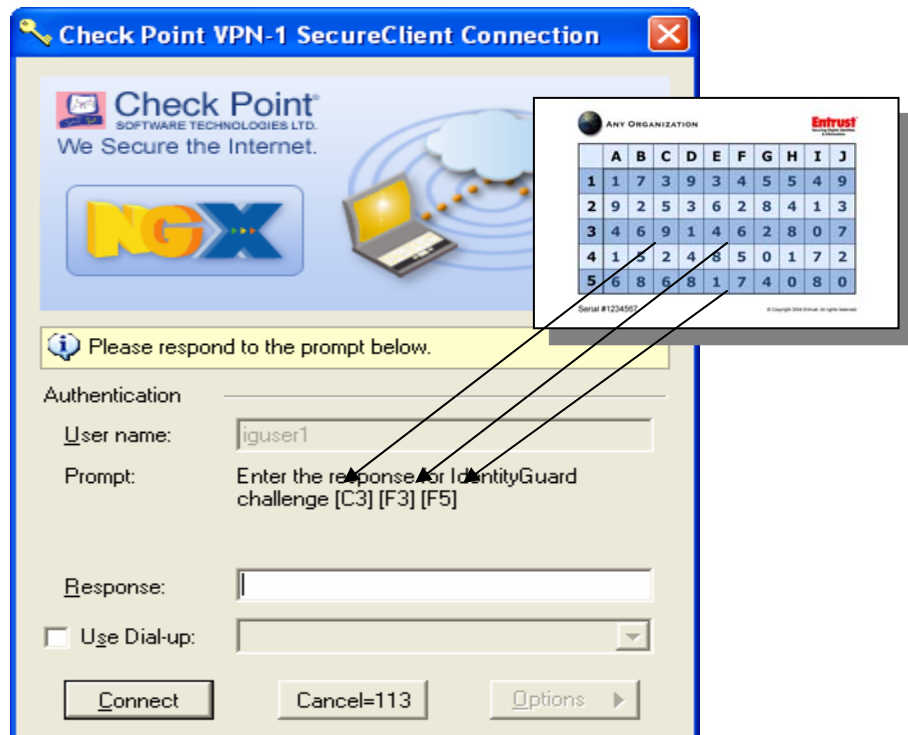 Check Point VPN-1 SecureClient Connection
Check Point
SOFTWARE TECHNOLOGIES LTD.
We Secure the Internet.
NGX
ANY ORGANIZATION
Entrust
A B C D E F G H I J
1 1 7 3 9 3 4 5 5 4 9
2 9 2 5 3 6 2 8 4 1 3
3 4 6 9 1 4 6 2 8 0 7
4 1 5 2 4 8 5 0 1 7 2
5 6 8 6 8 1 7 4 0 8 0
Serial #1234567
Please respond to the prompt below.
Authentication
User name: iguser1
Prompt: Enter the response for IdentityGuard
challenge [C3] [F3] [F5]
Response:
Use Dial-up:
Connect Cancel=113 Options